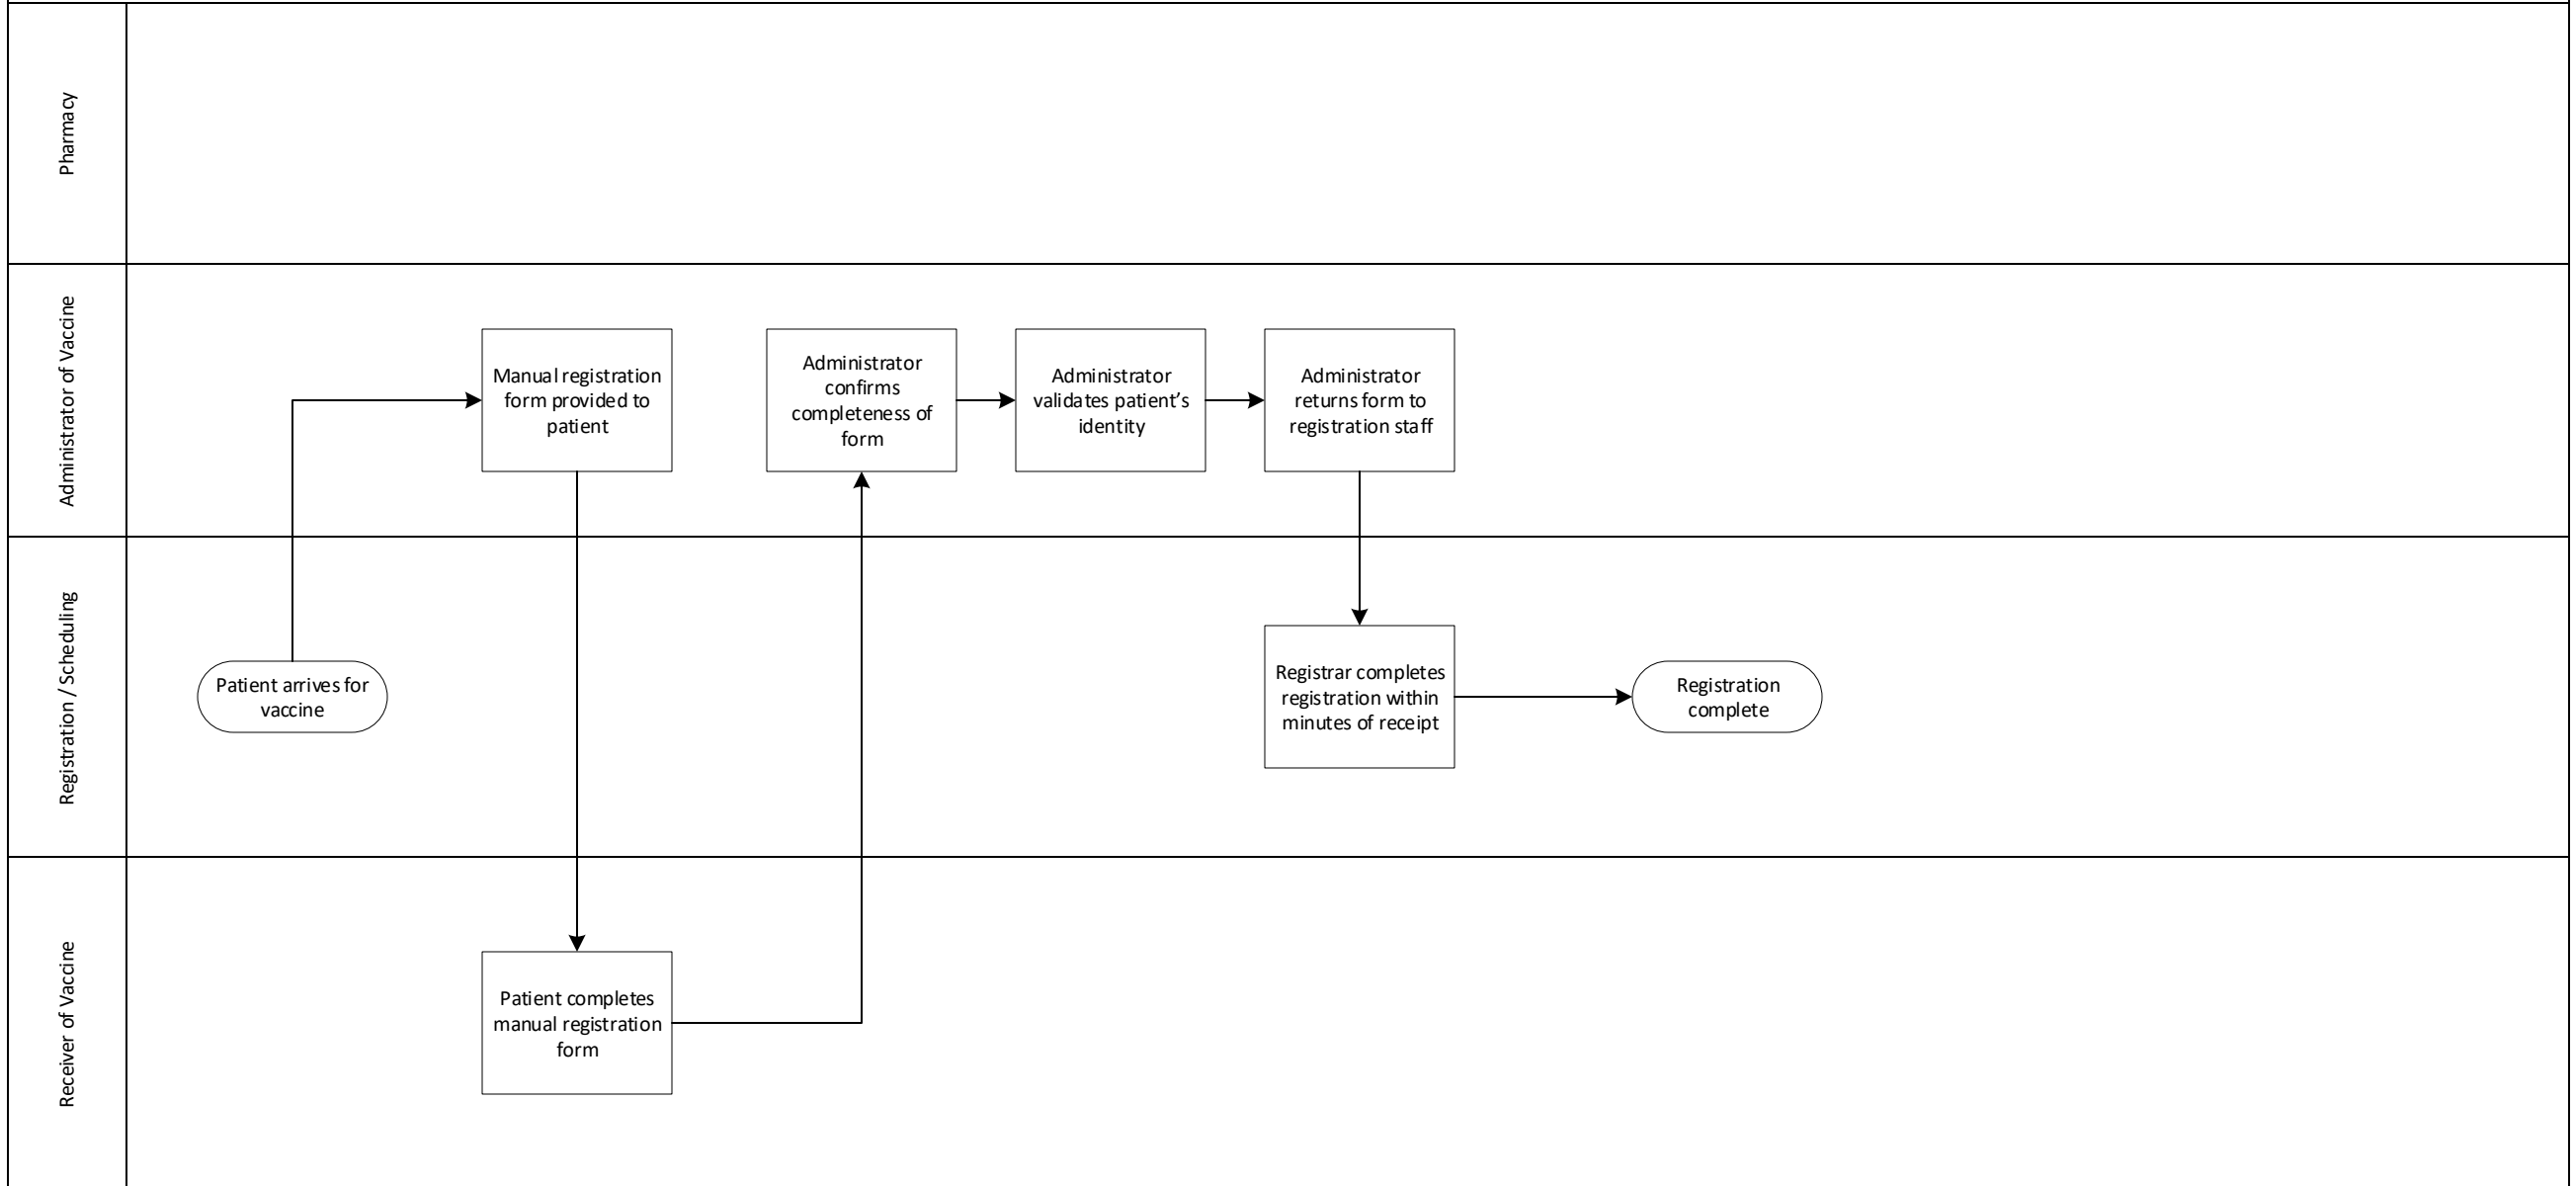 Pharmacy
Administrator of Vaccine
Manual registration
form provided to
patient
Administrator
confirms
completeness of
form
Administrator
validates patient’s
identity
Administrator
returns form to
registration staff
Registration / Scheduling
Patient arrives for
vaccine
Registrar completes
registration within
minutes of receipt
Registration
complete
Receiver of Vaccine
Patient completes
manual registration
form